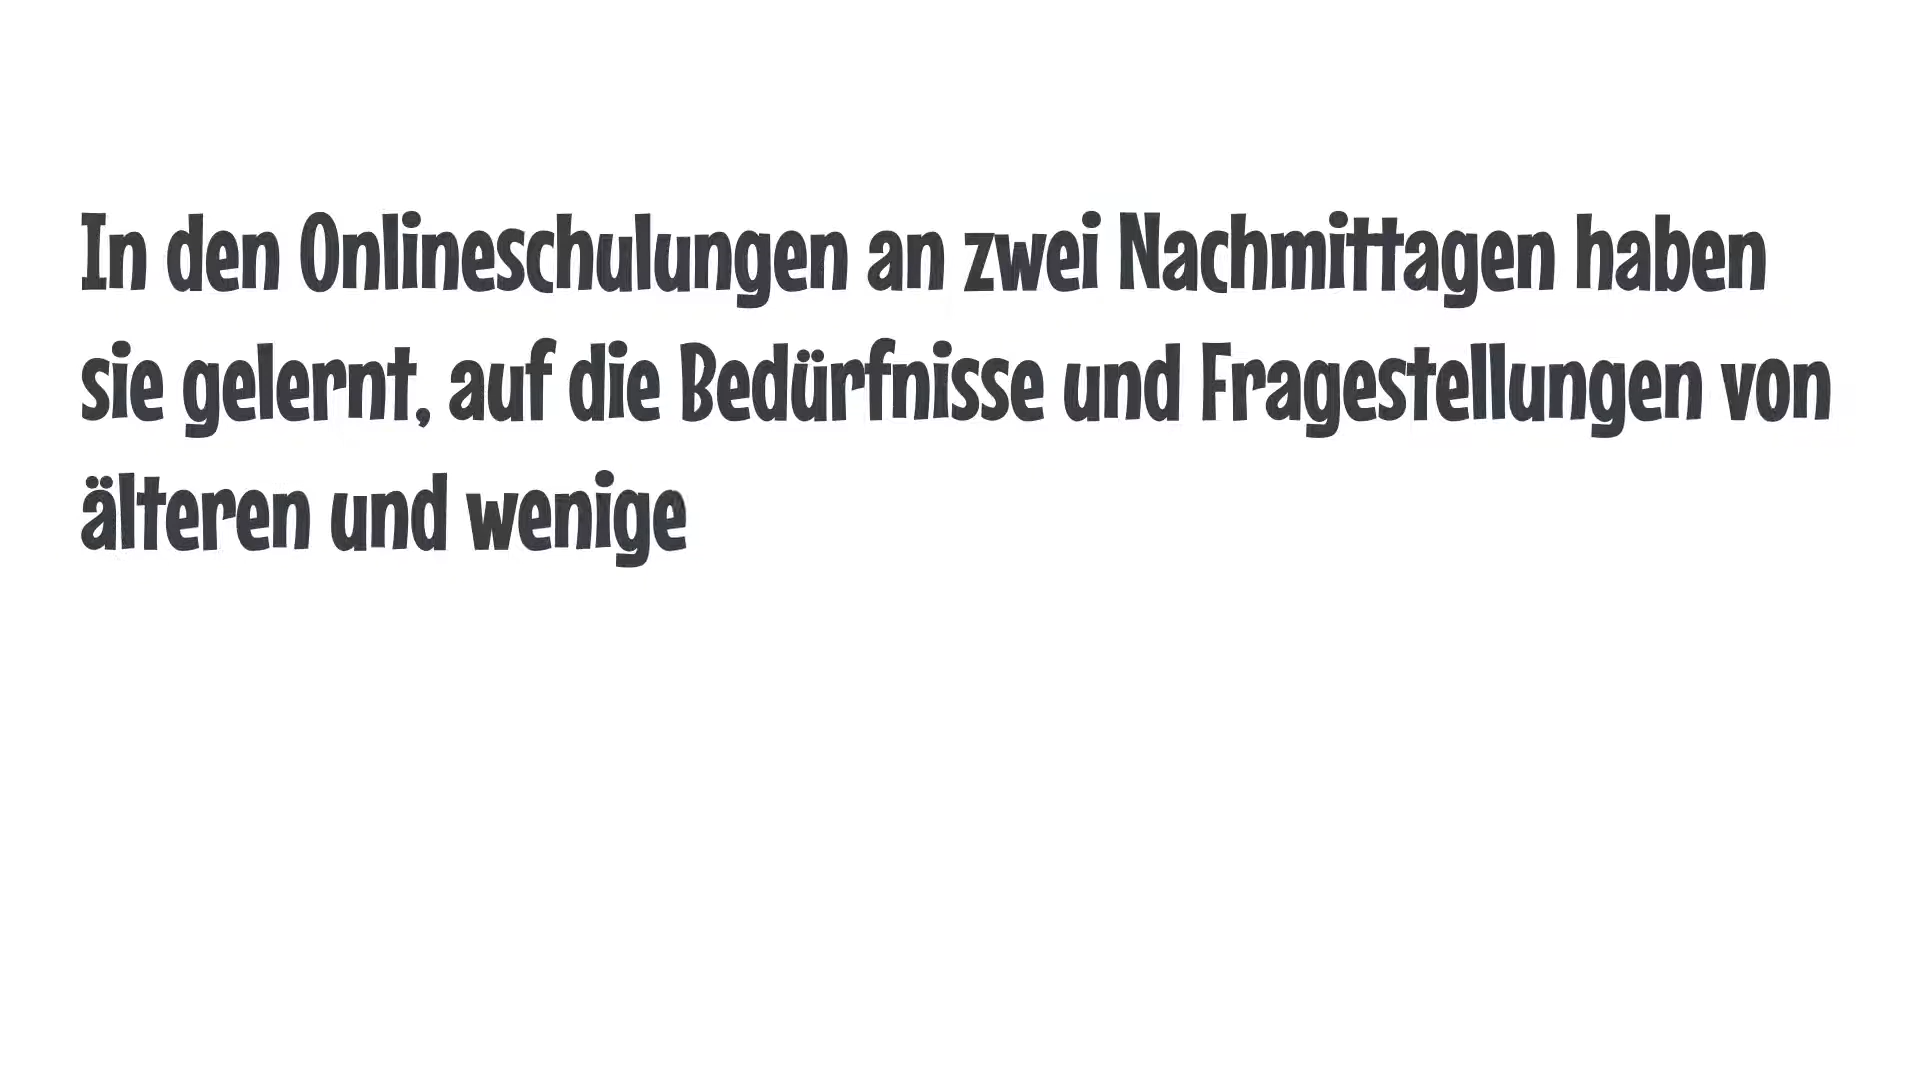 In den Onlineschulungen an zwei Nachmittagen haben
sie gelernt, auf die Bedürfnisse und Fragestellungen von
älteren und wenige